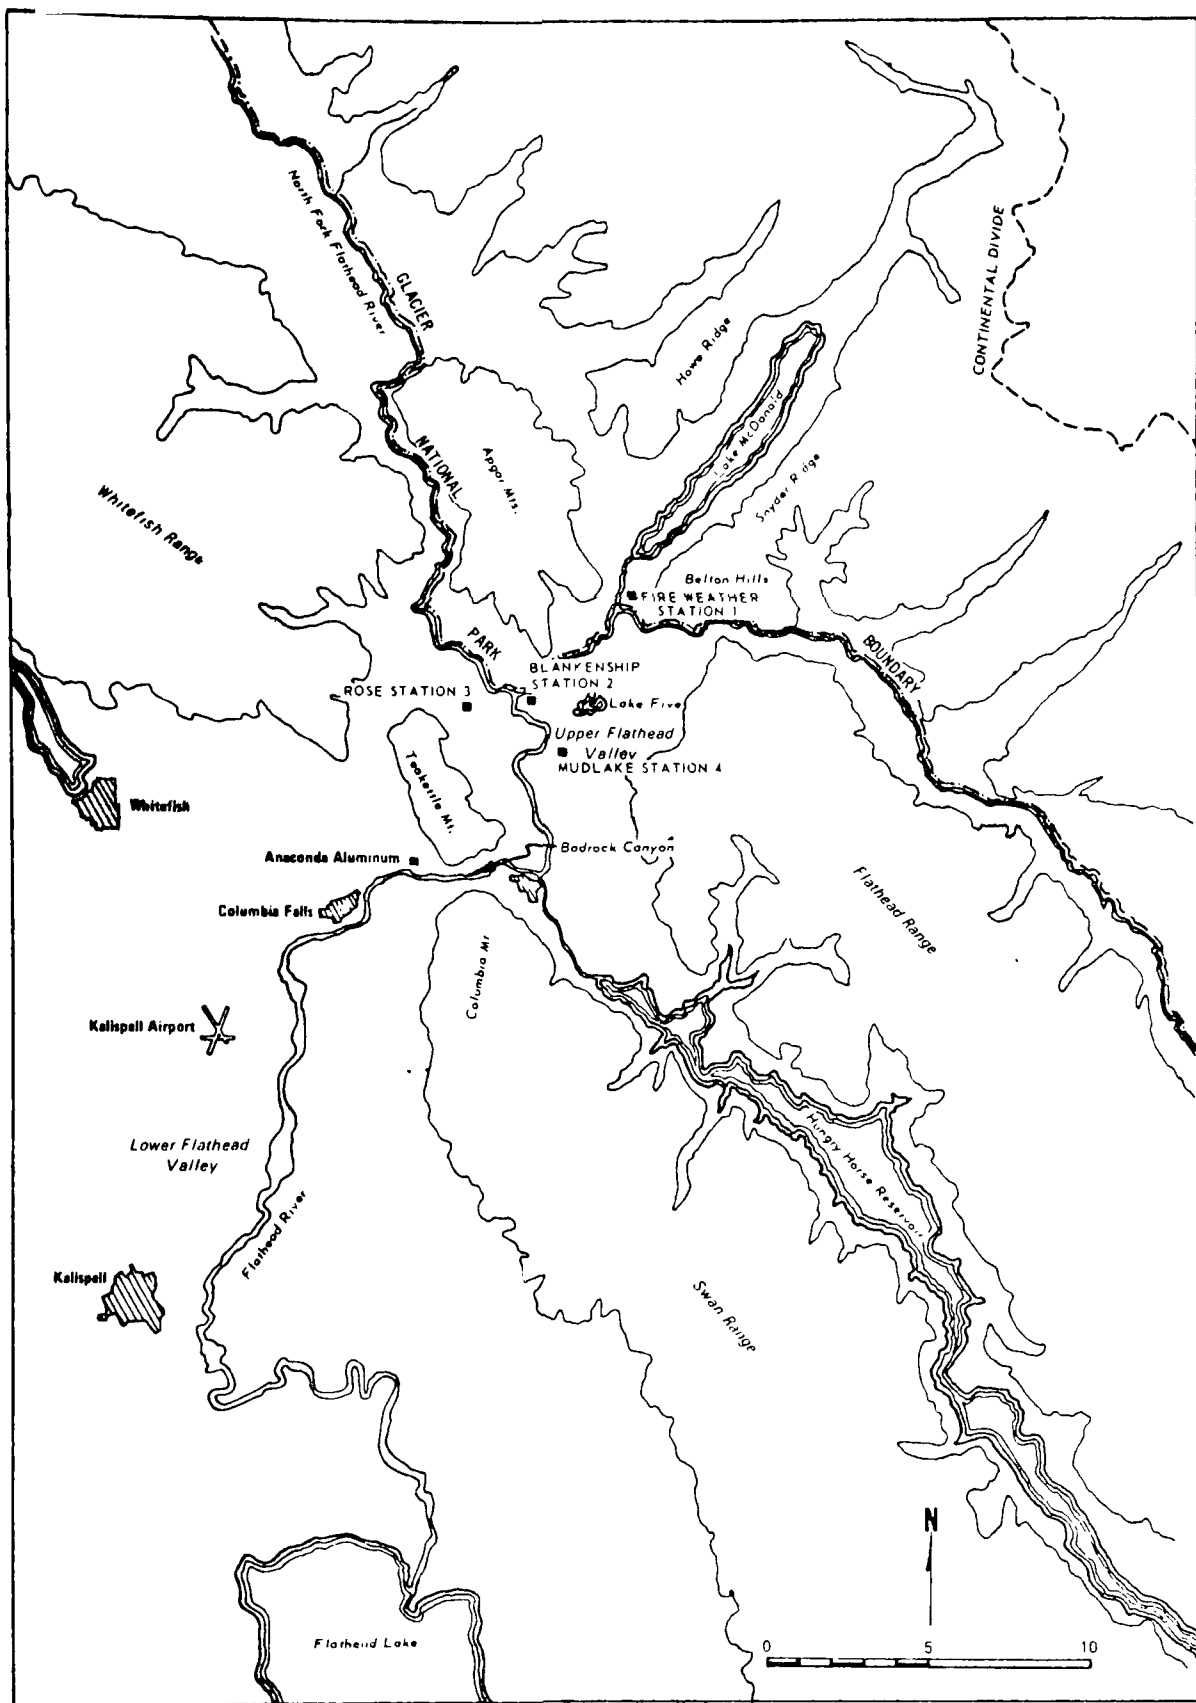 North Fork Flathead River
GLACIER
CONTINENTAL DIVIDE
Howe Ridge
Lake McDonald
NATIONAL
Apgar Mts.
Snyder Ridge
Whitefish Range
Belton Hills
FIRE WEATHER
STATION 1
PARK
BOUNDARY
BLANKENSHIP
STATION 2
ROSE STATION 3
Lake Five
Upper Flathead
Valley
MUDLAKE STATION 4
Teakettle Mt.
Whitefish
Badrock Canyon
Anaconda Aluminum
Columbia Falls
Flathead Range
Columbia Mt
Kalispell Airport
Hungry Horse Reservoir
Lower Flathead
Valley
Flathead River
Kalispell
Swan Range
N
Flathead Lake
0 5 10